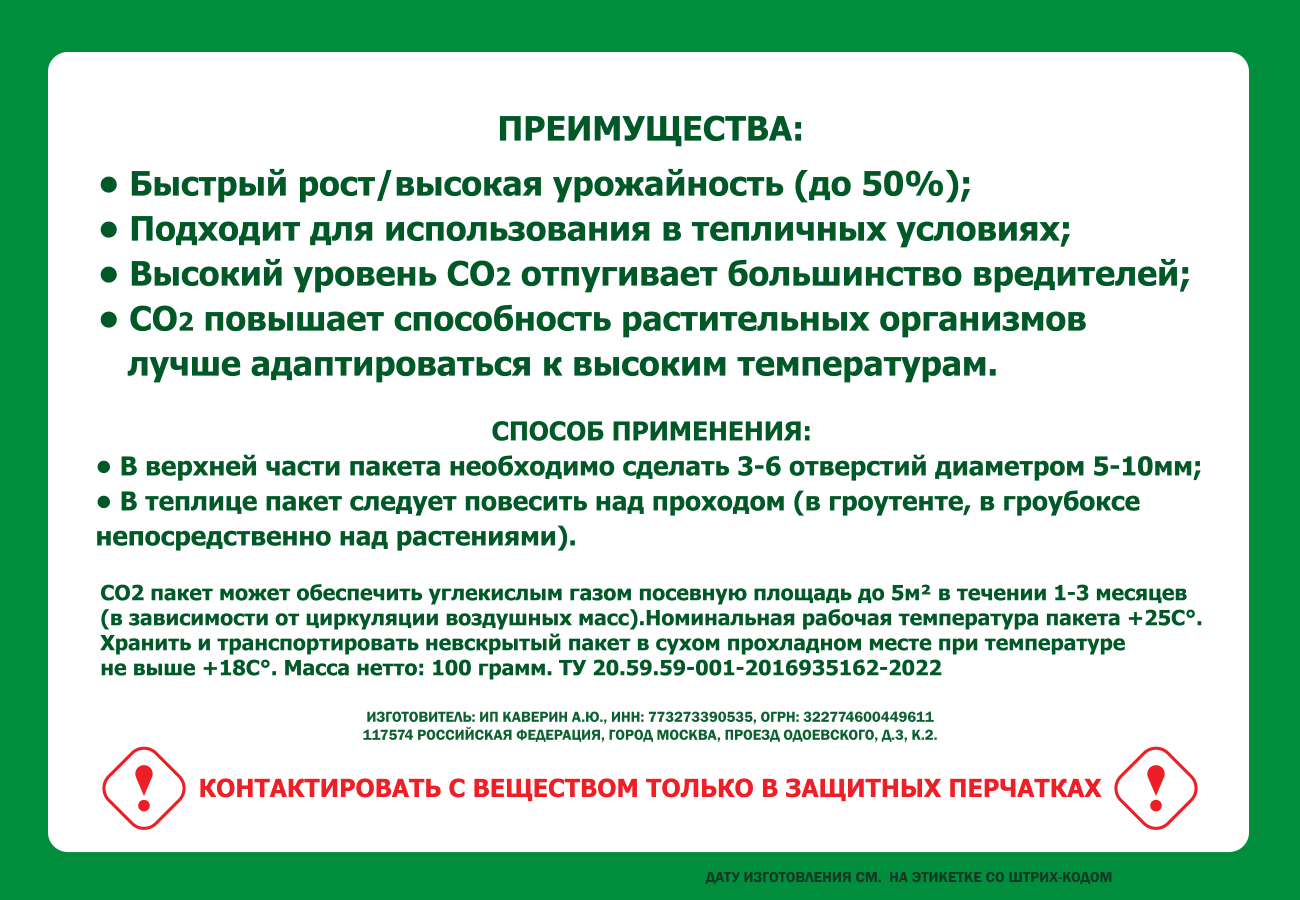 ПРЕИМУЩЕСТВА:
● Быстрый рост/высокая урожайность (до 50%);
● Подходит для использования в тепличных условиях;
● Высокий уровень СО2 отпугивает большинство вредителей;
● СО2 повышает способность растительных организмов
лучше адаптироваться к высоким температурам.
СПОСОБ ПРИМЕНЕНИЯ:
● В верхней части пакета необходимо сделать 3-6 отверстий диаметром 5-10мм;
● В теплице пакет следует повесить над проходом (в гроутенте, в гроубоксе
непосредственно над растениями).
СО2 пакет может обеспечить углекислым газом посевную площадь до 5м² в течении 1-3 месяцев
(в зависимости от циркуляции воздушных масс).Номинальная рабочая температура пакета +25С°.
Хранить и транспортировать невскрытый пакет в сухом прохладном месте при температуре
не выше +18С°. Масса нетто: 100 грамм. ТУ 20.59.59-001-2016935162-2022
ИЗГОТОВИТЕЛЬ: ИП КАВЕРИН А.Ю., ИНН: 773273390535, ОГРН: 322774600449611
117574 РОССИЙСКАЯ ФЕДЕРАЦИЯ, ГОРОД МОСКВА, ПРОЕЗД ОДОЕВСКОГО, Д.3, К.2.
КОНТАКТИРОВАТЬ С ВЕЩЕСТВОМ ТОЛЬКО В ЗАЩИТНЫХ ПЕРЧАТКАХ
ДАТУ ИЗГОТОВЛЕНИЯ СМ. НА ЭТИКЕТКЕ СО ШТРИХ-КОДОМ